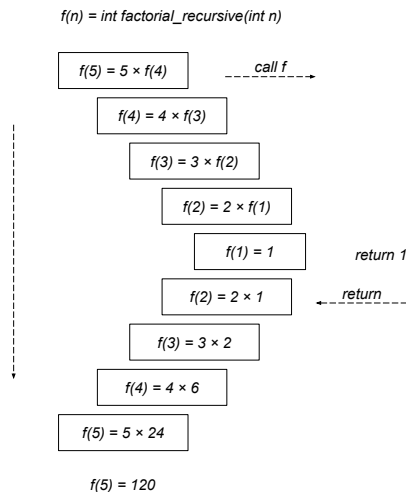 f(n) = int factorial_recursive(int n)
f(5) = 5 × f(4)
call f
f(4) = 4 × f(3)
f(3) = 3 × f(2)
f(2) = 2 × f(1)
f(1) = 1
return 1
f(2) = 2 × 1
return
f(3) = 3 × 2
f(4) = 4 × 6
f(5) = 5 × 24
f(5) = 120